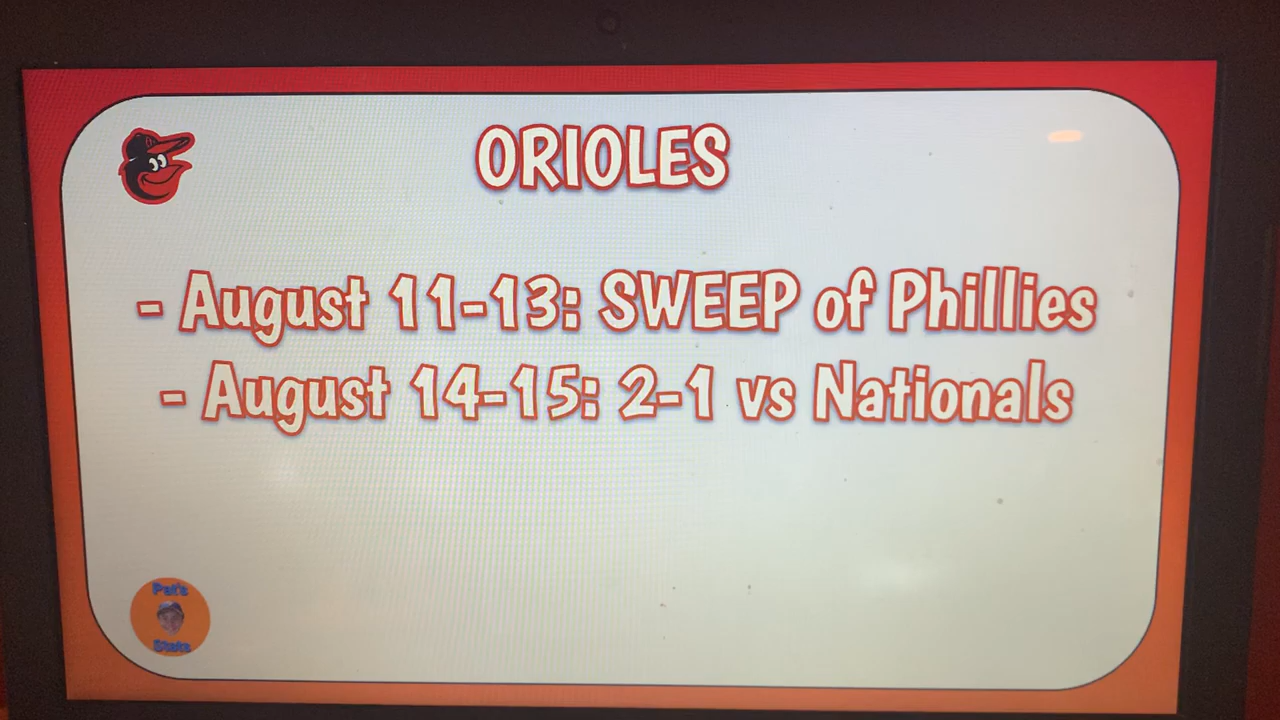 ORIOLES
- August 11-13: SWEEP of Phillies
- August 14-15: 2-1 vs Nationals
Pat's
Stats